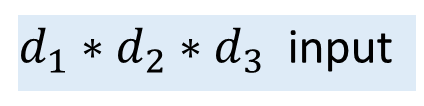 d₁ * d₂ * d₃ input